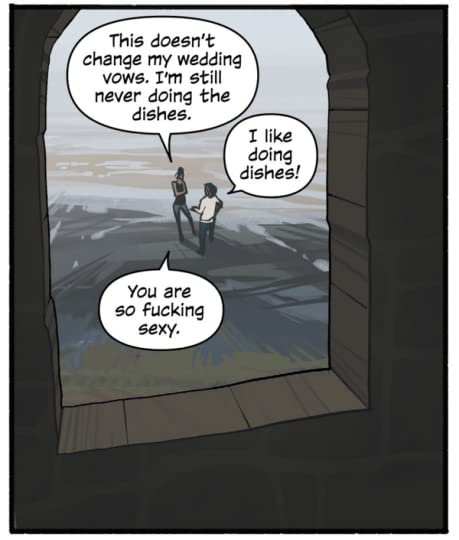 This doesn't
change my wedding
vows. I'm still
never doing the
dishes.
I like
doing
dishes!
You are
so fucking
sexy.